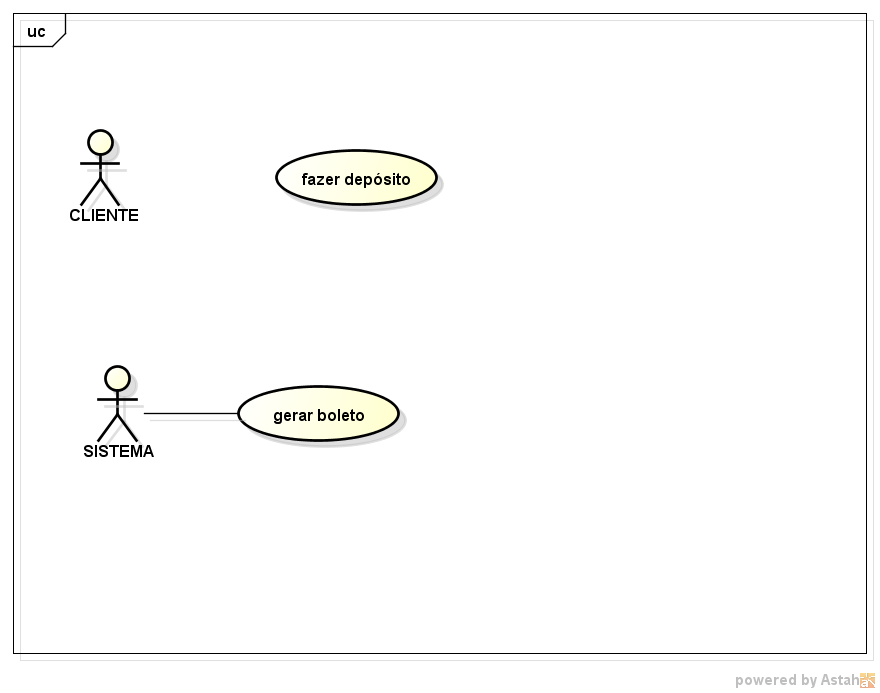 uc
CLIENTE
fazer depósito
SISTEMA
gerar boleto
powered by Astah